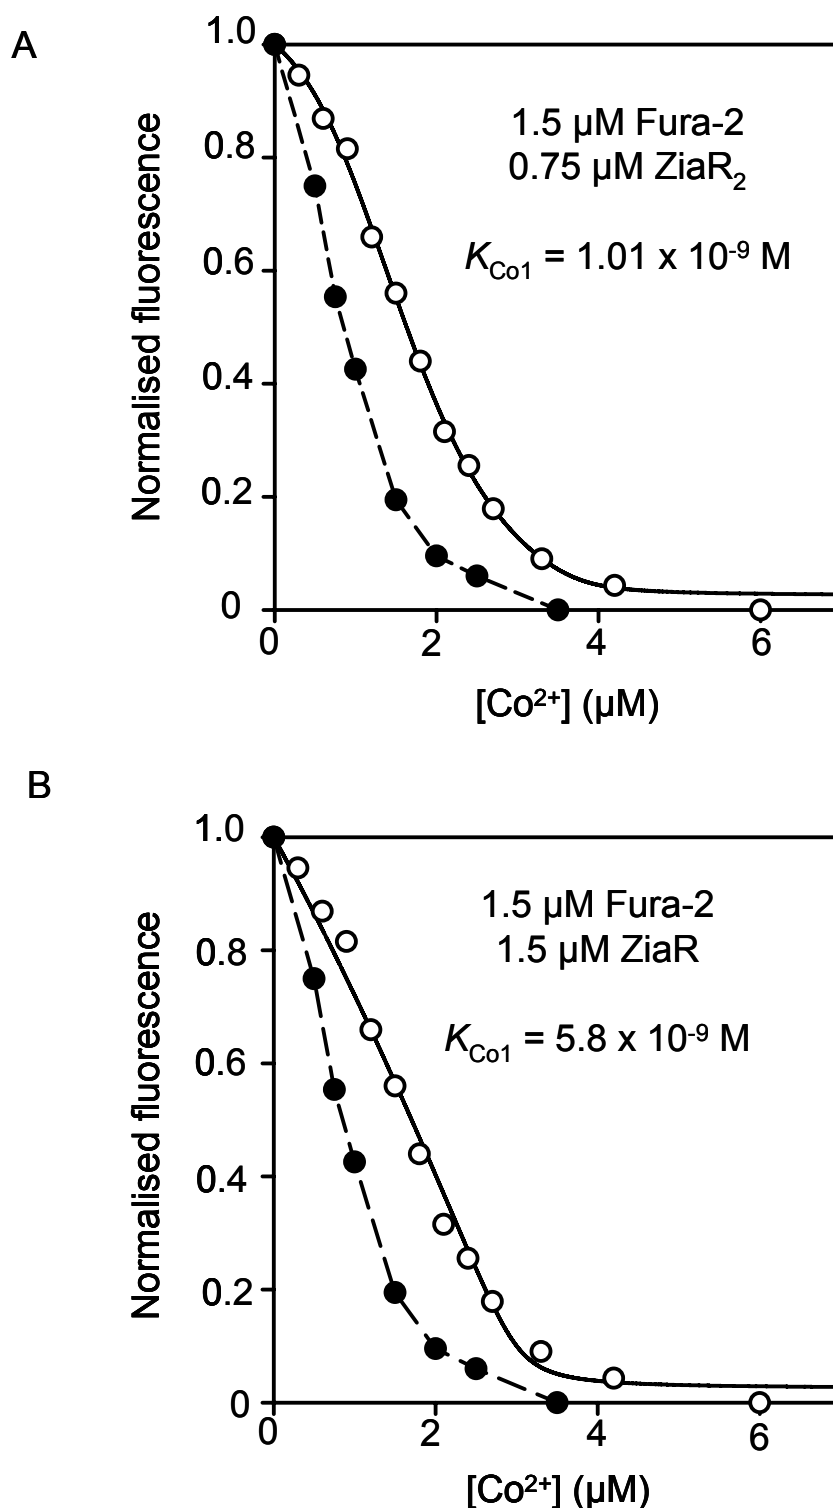 A
1.0
0.8
0.6
0.4
0.2
0
Normalised fluorescence
1.5 µM Fura-2
0.75 µM ZiaR₂
K_Co1 = 1.01 x 10⁻⁹ M
0 2 4 6
[Co²⁺] (µM)
B
1.0
0.8
0.6
0.4
0.2
0
Normalised fluorescence
1.5 µM Fura-2
1.5 µM ZiaR
K_Co1 = 5.8 x 10⁻⁹ M
0 2 4 6
[Co²⁺] (µM)